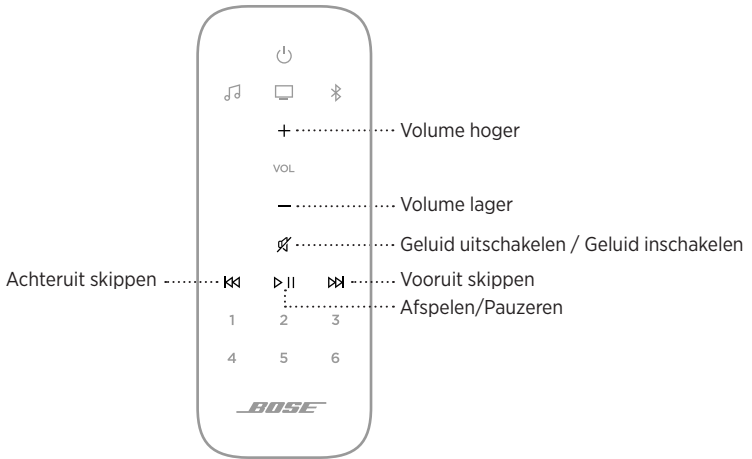 Volume hoger
VOL
Volume lager
Geluid uitschakelen / Geluid inschakelen
Achteruit skippen
Vooruit skippen
Afspelen/Pauzeren
1 2 3
4 5 6
BOSE